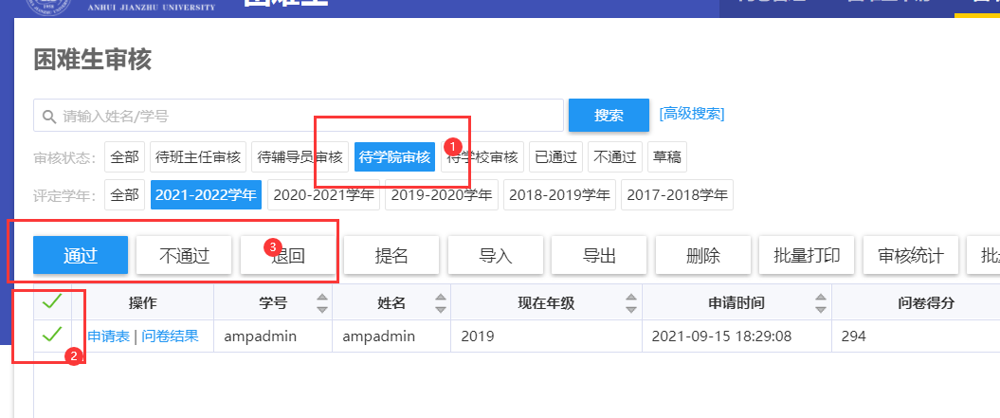 ANHUI JIANZHU UNIVERSITY
困难生审核
请输入姓名/学号 搜索 [高级搜索]
审核状态: 全部 待班主任审核 待辅导员审核 待学院审核 1 待学校审核 已通过 不通过 草稿
评定学年: 全部 2021-2022学年 2020-2021学年 2019-2020学年 2018-2019学年 2017-2018学年
通过 不通过 3 退回 提名 导入 导出 删除 批量打印 审核统计
操作 学号 姓名 现在年级 申请时间 问卷得分
申请表 | 问卷结果 ampadmin ampadmin 2019 2021-09-15 18:29:08 294
2